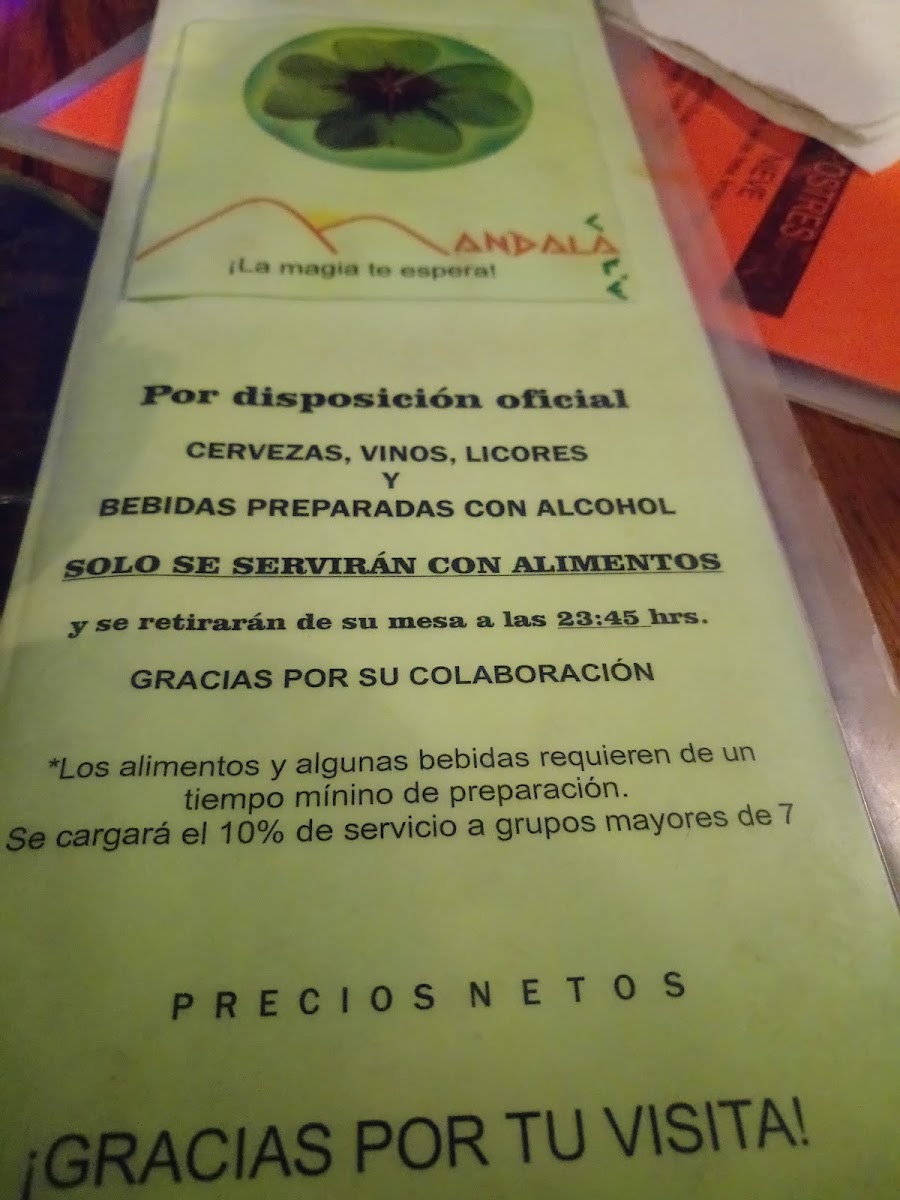 MANDALA
CAFÉ
¡La magia te espera!
Por disposición oficial
CERVEZAS, VINOS, LICORES
Y
BEBIDAS PREPARADAS CON ALCOHOL
SOLO SE SERVIRÁN CON ALIMENTOS
y se retirarán de su mesa a las 23:45 hrs.
GRACIAS POR SU COLABORACIÓN
*Los alimentos y algunas bebidas requieren de un
tiempo mínino de preparación.
Se cargará el 10% de servicio a grupos mayores de 7
PRECIOS NETOS
¡GRACIAS POR TU VISITA!
NIEVE